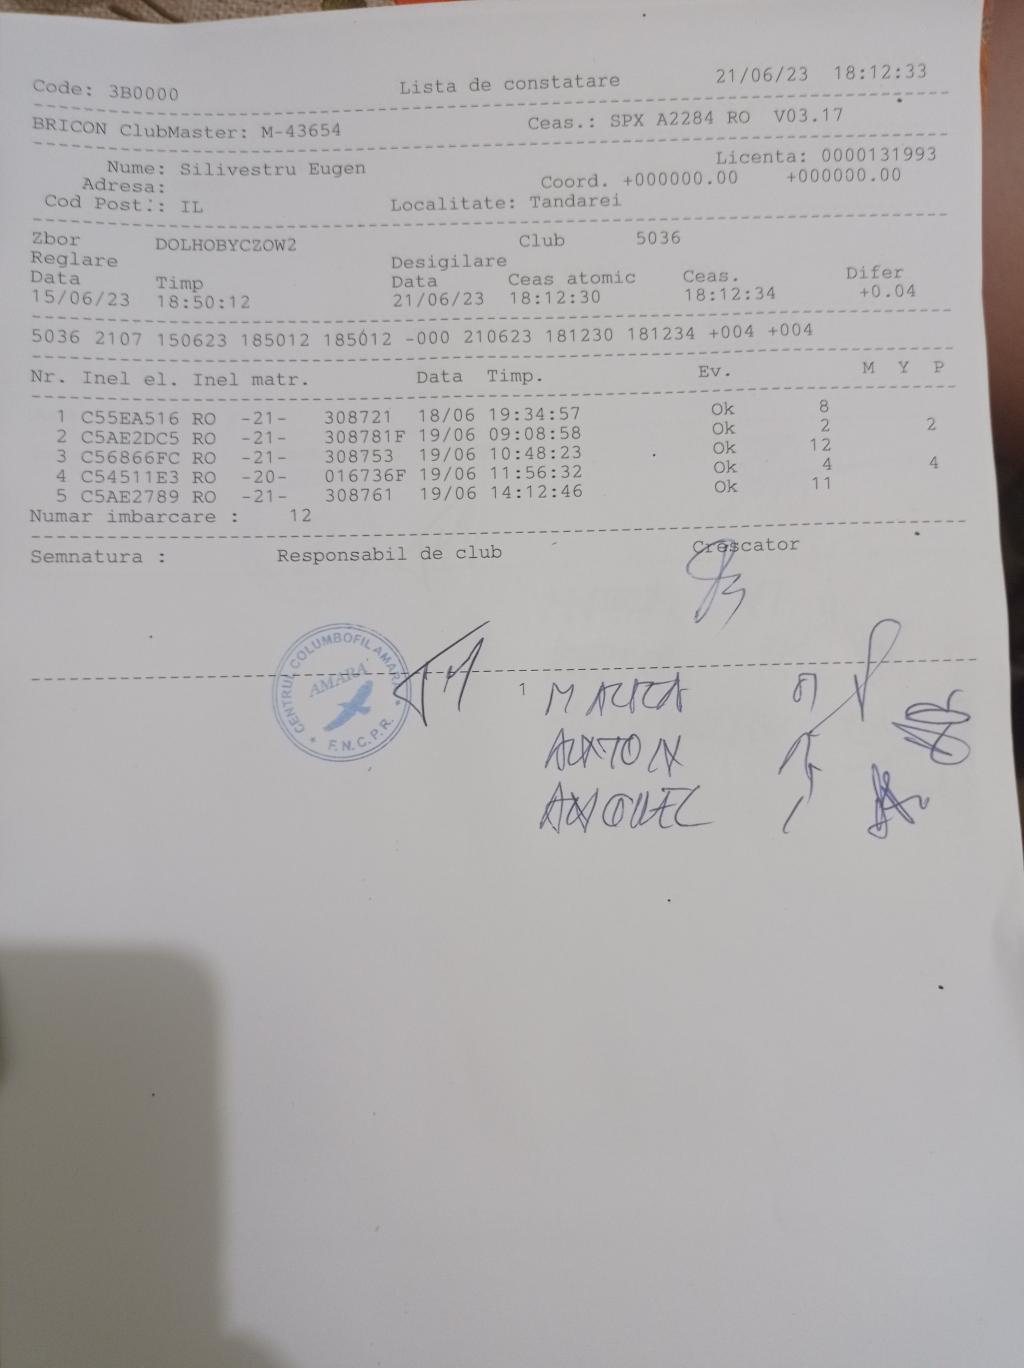 Code: 3B0000 Lista de constatare 21/06/23 18:12:33
BRICON ClubMaster: M-43654 Ceas.: SPX A2284 RO V03.17
Nume: Silivestru Eugen Licenta: 0000131993
Adresa: Coord. +000000.00 +000000.00
Cod Post.: IL Localitate: Tandarei
Zbor DOLHOBYCZOW2 Club 5036
Reglare Desigilare
Data Timp Data Ceas atomic Ceas. Difer
15/06/23 18:50:12 21/06/23 18:12:30 18:12:34 +0.04
5036 2107 150623 185012 185012 -000 210623 181230 181234 +004 +004
Nr. Inel el. Inel matr. Data Timp. Ev. M Y P
1 C55EA516 RO -21- 308721 18/06 19:34:57 Ok 8
2 C5AE2DC5 RO -21- 308781F 19/06 09:08:58 Ok 2 2
3 C56866FC RO -21- 308753 19/06 10:48:23 Ok 12
4 C54511E3 RO -20- 016736F 19/06 11:56:32 Ok 4 4
5 C5AE2789 RO -21- 308761 19/06 14:12:46 Ok 11
Numar imbarcare : 12
Semnatura : Responsabil de club Crescator
CENTRUL COLUMBOFIL AMARA
AMARA
F.N.C.P.R.
1